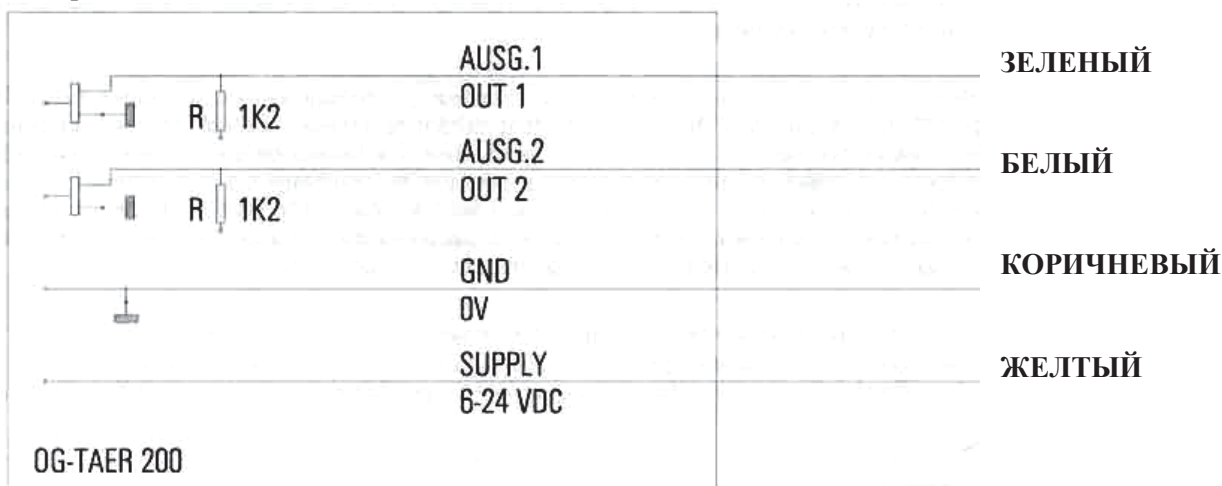 AUSG.1
ЗЕЛЕНЫЙ
OUT 1
R 1K2
AUSG.2
БЕЛЫЙ
OUT 2
R 1K2
GND
КОРИЧНЕВЫЙ
0V
SUPPLY
ЖЕЛТЫЙ
6-24 VDC
OG-TAER 200